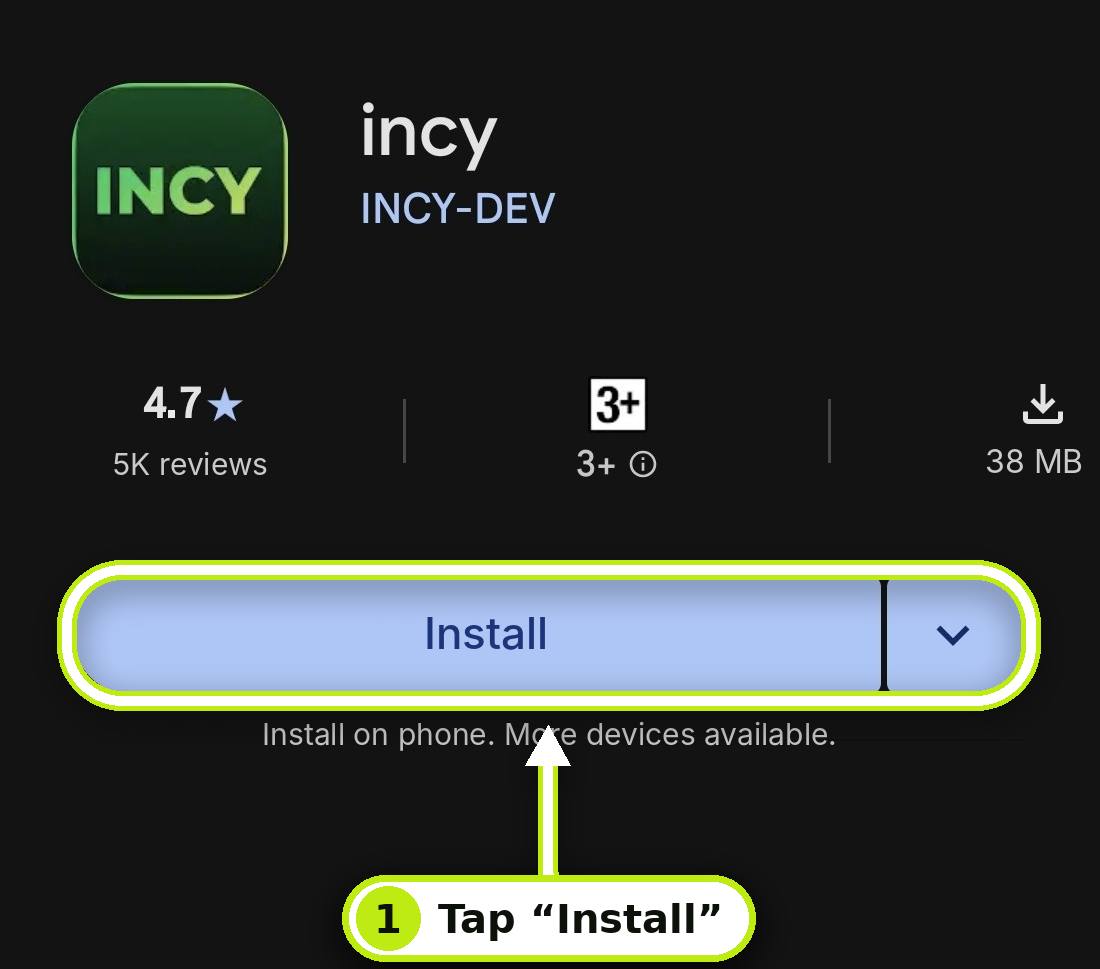 INCY
incy
INCY-DEV
4.7★
5K reviews
3+
3+
38 MB
Install
Install on phone. More devices available.
1 Tap “Install”